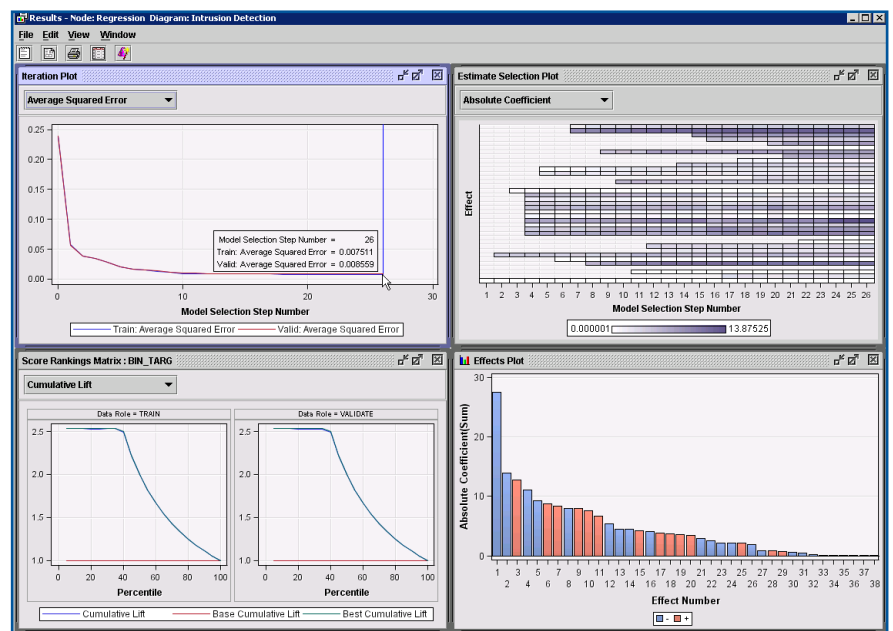 Results - Node: Regression Diagram: Intrusion Detection
File Edit View Window
Iteration Plot
Average Squared Error
0.25
0.20
0.15
0.10
0.05
0.00
Model Selection Step Number = 26
Train: Average Squared Error = 0.007511
Valid: Average Squared Error = 0.008559
0 10 20 30
Model Selection Step Number
Train: Average Squared Error Valid: Average Squared Error
Estimate Selection Plot
Absolute Coefficient
Effect
1 2 3 4 5 6 7 8 9 10 11 12 13 14 15 16 17 18 19 20 21 22 23 24 25 26
Model Selection Step Number
0.000001 13.87525
Score Rankings Matrix : BIN_TARG
Cumulative Lift
Data Role = TRAIN Data Role = VALIDATE
2.5 2.5
2.0 2.0
1.5 1.5
1.0 1.0
0 20 40 60 80 100 0 20 40 60 80 100
Percentile Percentile
Cumulative Lift Base Cumulative Lift Best Cumulative Lift
Effects Plot
Absolute Coefficient(Sum)
30
20
10
0
1 3 5 7 9 11 13 15 17 19 21 23 25 27 29 31 33 35 37
2 4 6 8 10 12 14 16 18 20 22 24 26 28 30 32 34 36 38
Effect Number
- +